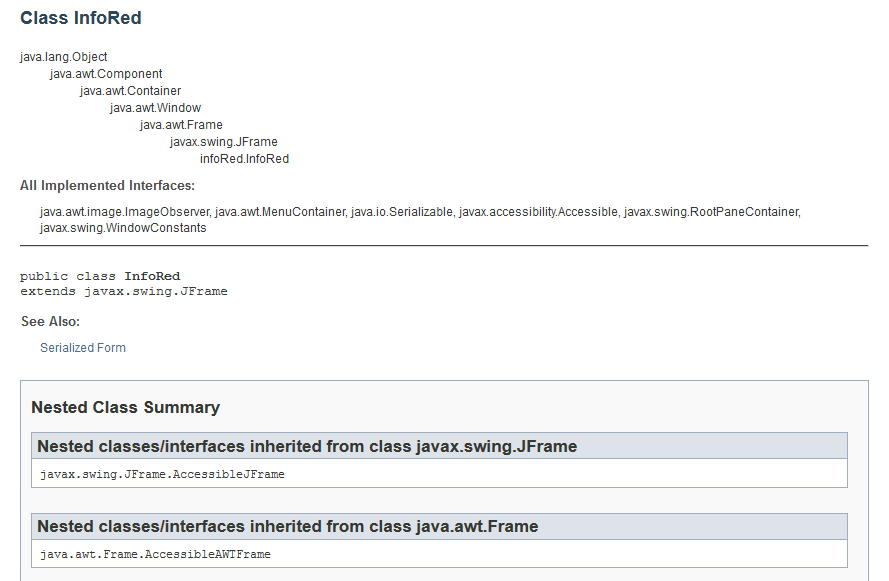 Class InfoRed
java.lang.Object
java.awt.Component
java.awt.Container
java.awt.Window
java.awt.Frame
javax.swing.JFrame
infoRed.InfoRed
All Implemented Interfaces:
java.awt.image.ImageObserver, java.awt.MenuContainer, java.io.Serializable, javax.accessibility.Accessible, javax.swing.RootPaneContainer,
javax.swing.WindowConstants
public class InfoRed
extends javax.swing.JFrame
See Also:
Serialized Form
Nested Class Summary
Nested classes/interfaces inherited from class javax.swing.JFrame
javax.swing.JFrame.AccessibleJFrame
Nested classes/interfaces inherited from class java.awt.Frame
java.awt.Frame.AccessibleAWTFrame